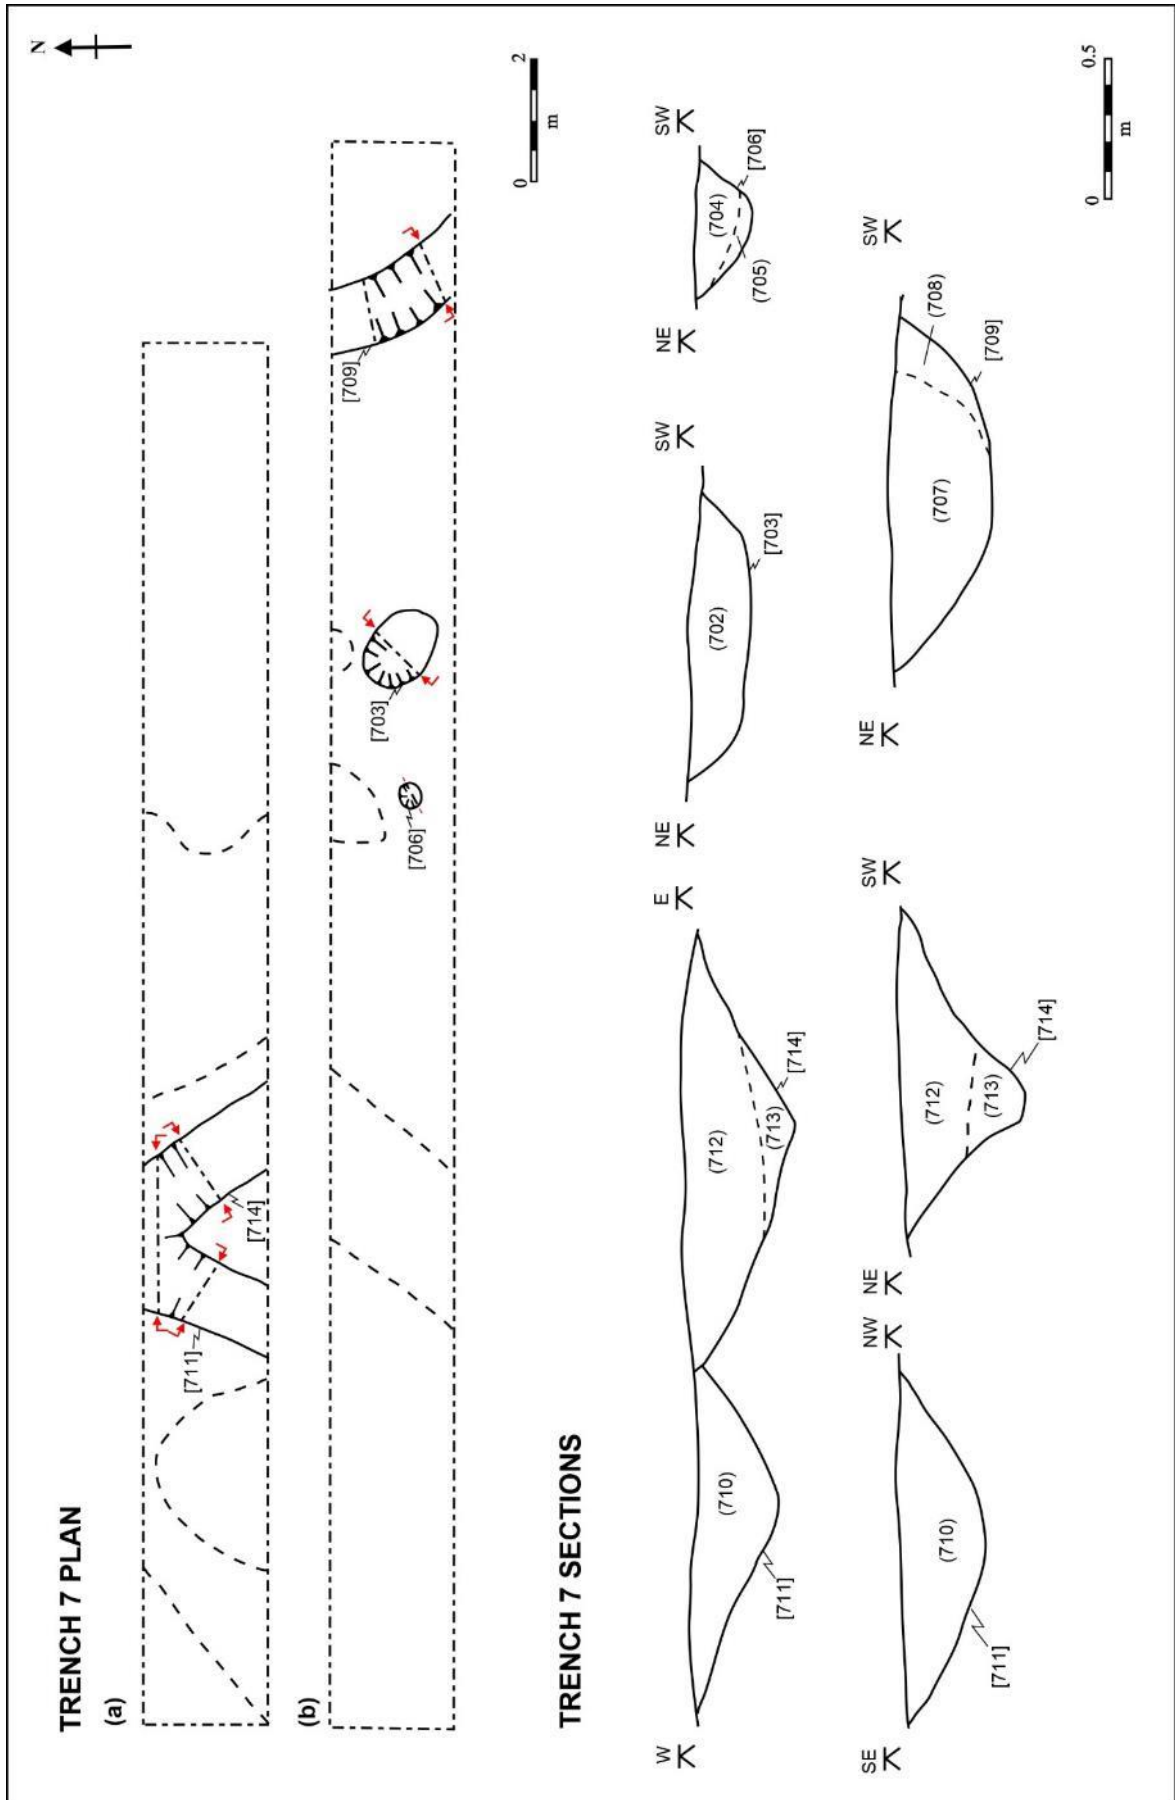 TRENCH 7 PLAN
N
(a)
[711]
[714]
(b)
[706]
[703]
[709]
0 2
m
TRENCH 7 SECTIONS
W E
(710)
[711]
(712)
(713)
[714]
NE SW
(702)
[703]
NE SW
(704)
(705)
[706]
SE NW
(710)
[711]
NE SW
(712)
(713)
[714]
NE SW
(707)
(708)
[709]
0 0.5
m